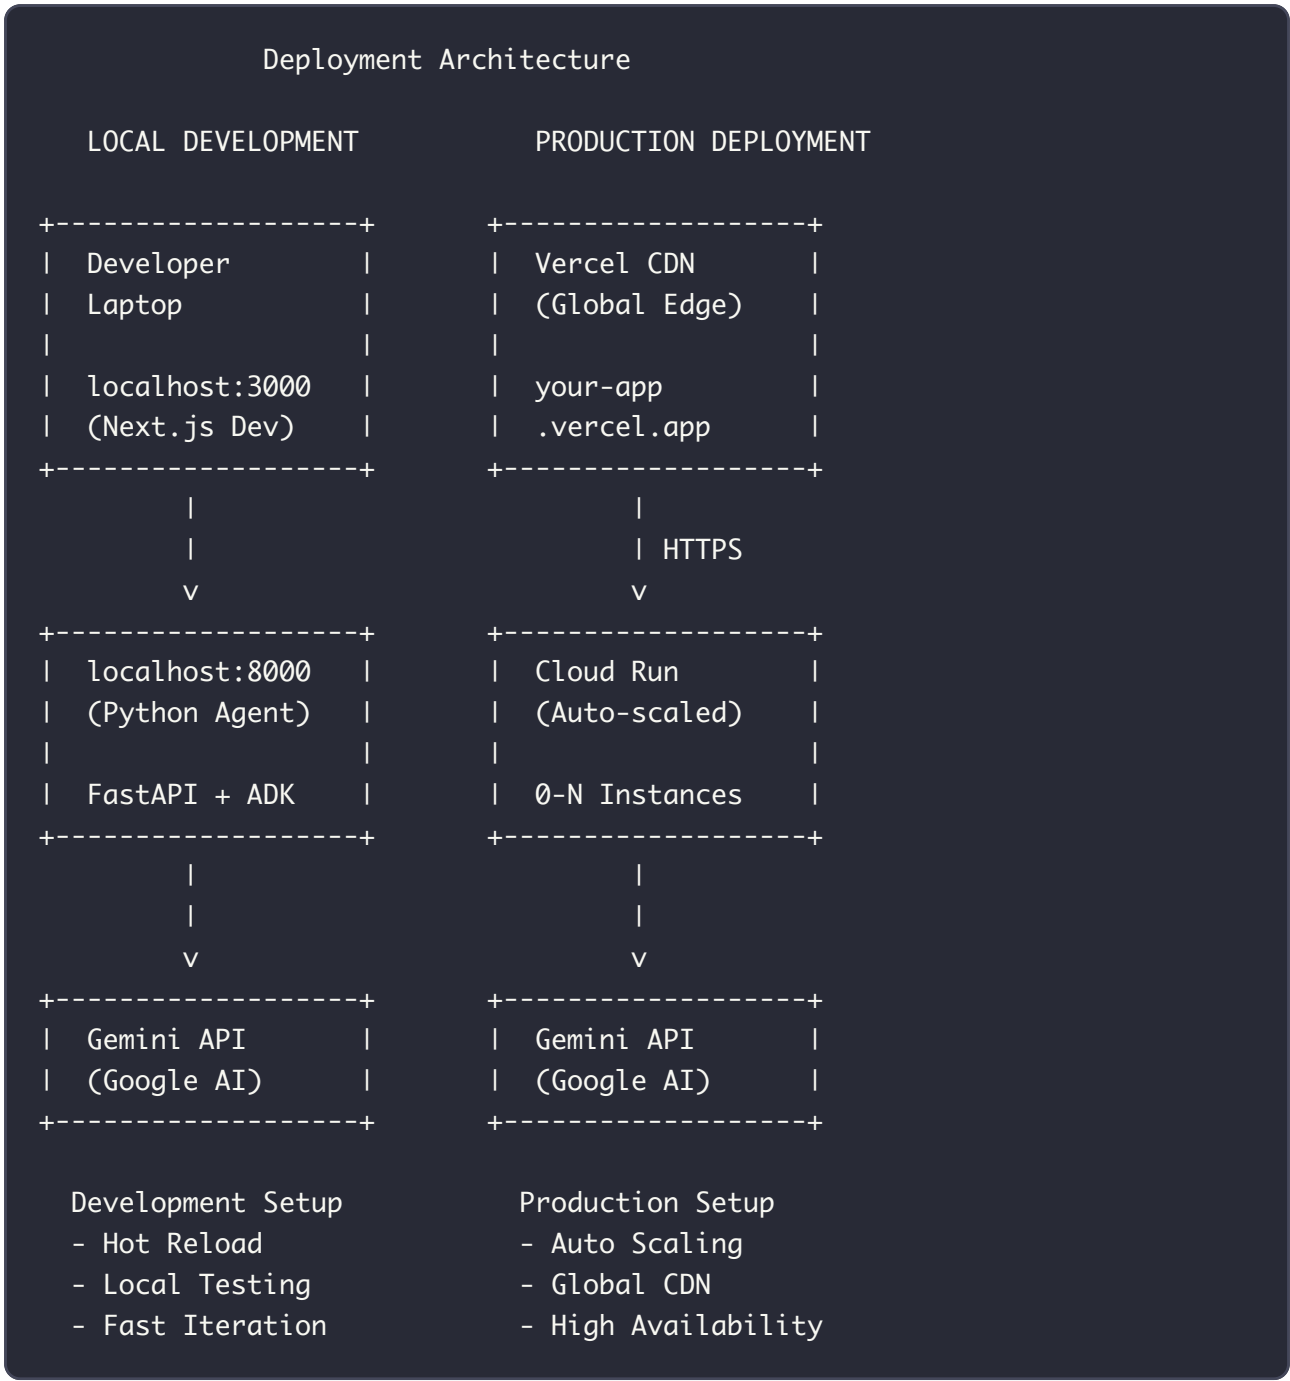 Deployment Architecture

     LOCAL DEVELOPMENT           PRODUCTION DEPLOYMENT

  +-------------------+       +-------------------+
  |  Developer        |       |  Vercel CDN       |
  |  Laptop           |       |  (Global Edge)    |
  |                   |       |                   |
  |  localhost:3000   |       |  your-app         |
  |  (Next.js Dev)    |       |  .vercel.app      |
  +-------------------+       +-------------------+
           |                           |
           |                           | HTTPS
           v                           v
  +-------------------+       +-------------------+
  |  localhost:8000   |       |  Cloud Run        |
  |  (Python Agent)   |       |  (Auto-scaled)    |
  |                   |       |                   |
  |  FastAPI + ADK    |       |  0-N Instances    |
  +-------------------+       +-------------------+
           |                           |
           |                           |
           v                           v
  +-------------------+       +-------------------+
  |  Gemini API       |       |  Gemini API       |
  |  (Google AI)      |       |  (Google AI)      |
  +-------------------+       +-------------------+

    Development Setup           Production Setup
    - Hot Reload                - Auto Scaling
    - Local Testing             - Global CDN
    - Fast Iteration            - High Availability